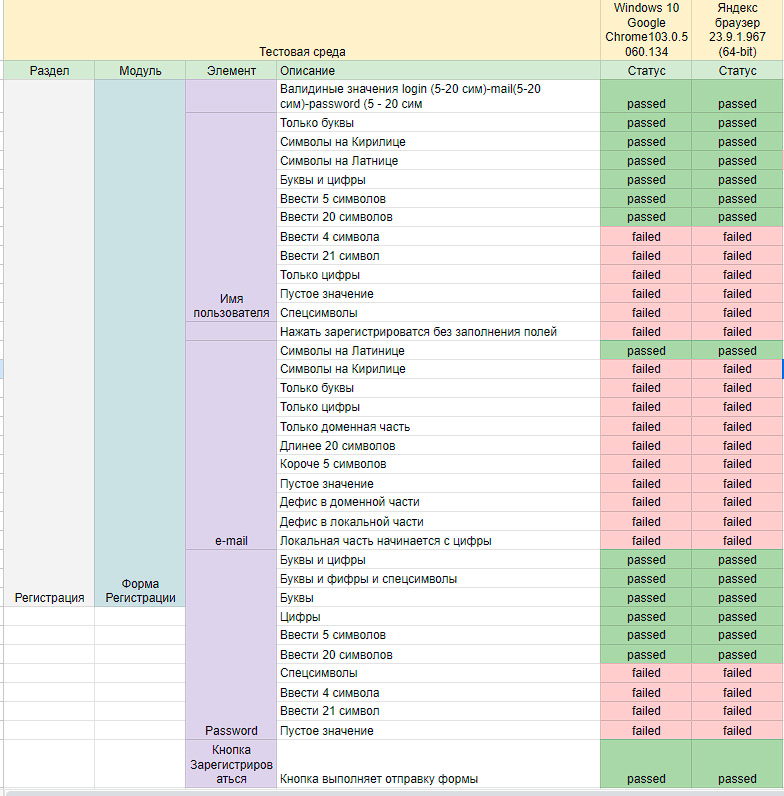 Тестовая среда
Windows 10
Google
Chrome103.0.5
060.134
Яндекс
браузер
23.9.1.967
(64-bit)
Раздел Модуль Элемент Описание Статус Статус
Валидиные значения login (5-20 сим)-mail(5-20
сим)-password (5 - 20 сим passed passed
Только буквы passed passed
Символы на Кирилице passed passed
Символы на Латнице passed passed
Буквы и цифры passed passed
Ввести 5 символов passed passed
Ввести 20 символов passed passed
Ввести 4 символа failed failed
Ввести 21 символ failed failed
Только цифры failed failed
Пустое значение failed failed
Имя
пользователя Спецсимволы failed failed
Нажать зарегистрироватся без заполнения полей failed failed
Символы на Латинице passed passed
Символы на Кирилице failed failed
Только буквы failed failed
Только цифры failed failed
Только доменная часть failed failed
Длинее 20 символов failed failed
Короче 5 символов failed failed
Пустое значение failed failed
Дефис в доменной части failed failed
Дефис в локальной части failed failed
e-mail Локальная часть начинается с цифры failed failed
Буквы и цифры passed passed
Буквы и фифры и спецсимволы passed passed
Форма
Регистрация Регистрации Буквы passed passed
Цифры passed passed
Ввести 5 символов passed passed
Ввести 20 символов passed passed
Спецсимволы failed failed
Ввести 4 символа failed failed
Ввести 21 символ failed failed
Password Пустое значение failed failed
Кнопка
Зарегистриров
аться Кнопка выполняет отправку формы passed passed